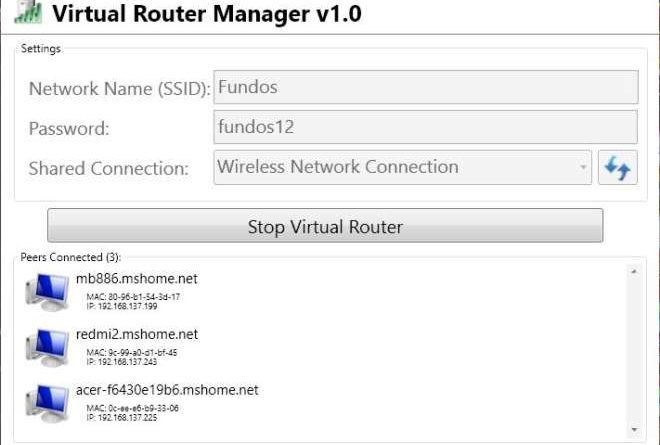 Virtual Router Manager v1.0
Settings
Network Name (SSID): Fundos
Password: fundos12
Shared Connection: Wireless Network Connection
Stop Virtual Router
Peers Connected (3):
mb886.mshome.net
MAC: 80-96-b1-54-3d-17
IP: 192.168.137.199
redmi2.mshome.net
MAC: 9c-99-a0-d1-bf-45
IP: 192.168.137.243
acer-f6430e19b6.mshome.net
MAC: 0c-ee-e6-b9-33-06
IP: 192.168.137.225